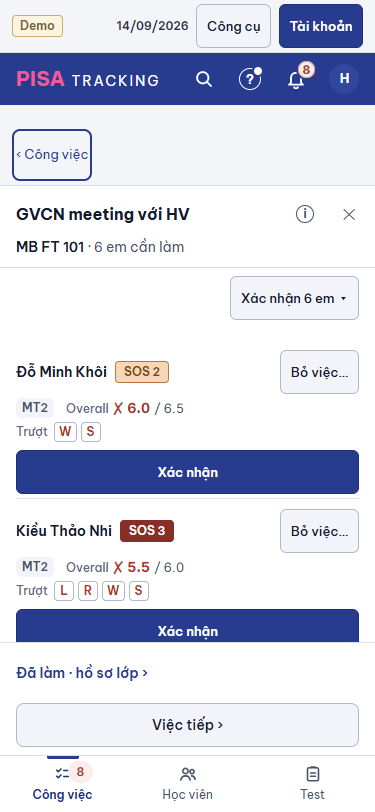 Demo 14/09/2026 Công cụ Tài khoản
PISA TRACKING ? 8 H
‹ Công việc
GVCN meeting với HV i ×
MB FT 101 · 6 em cần làm
Xác nhận 6 em ▾
Đỗ Minh Khôi SOS 2 Bỏ việc...
MT2 Overall ✗ 6.0 / 6.5
Trượt W S
Xác nhận
Kiều Thảo Nhi SOS 3 Bỏ việc...
MT2 Overall ✗ 5.5 / 6.0
Trượt L R W S
Xác nhận
Đã làm · hồ sơ lớp ›
Việc tiếp ›
8
Công việc Học viên Test